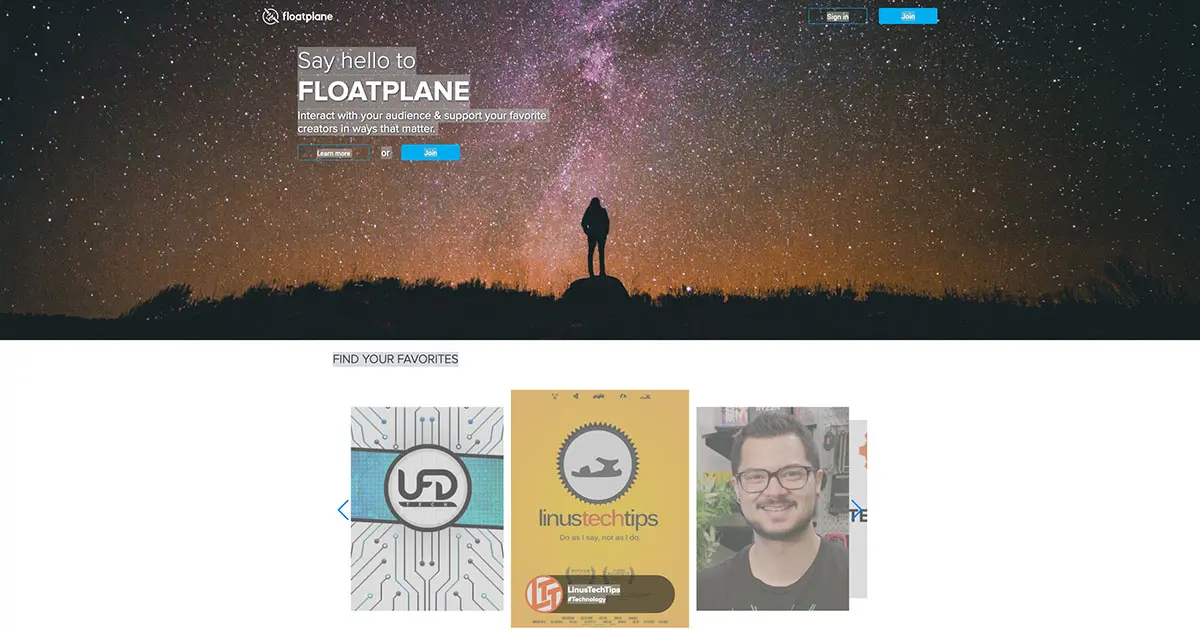 floatplane
Sign in
Join
Say hello to
FLOATPLANE
Interact with your audience & support your favorite
creators in ways that matter.
Learn more
or
Join
FIND YOUR FAVORITES
UFD
TECH
linustechtips
Do as I say, not as I do.
LTT
LinusTechTips
#Technology
TE